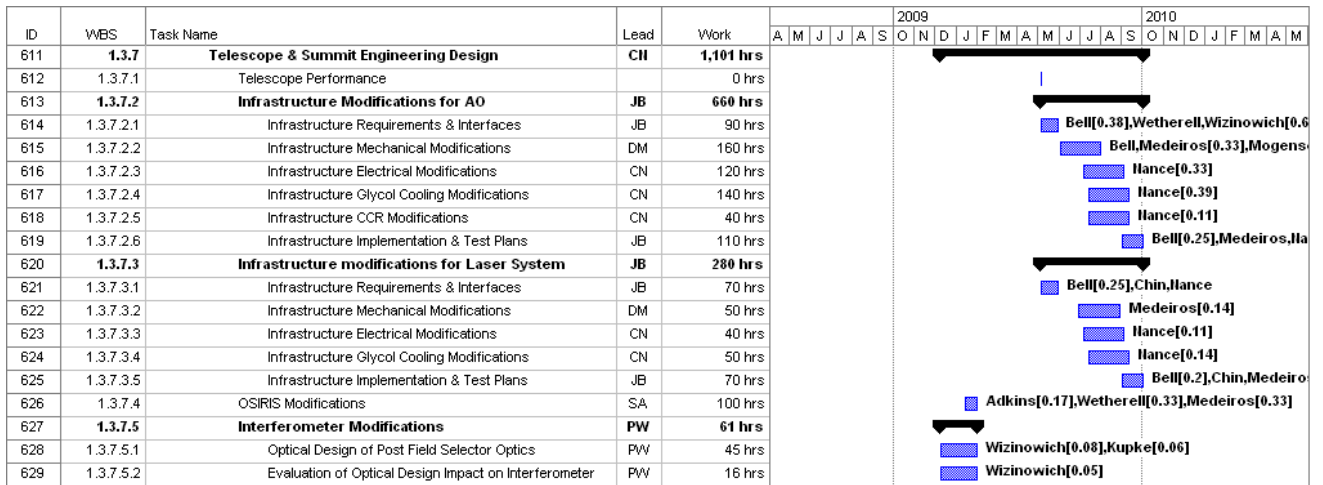 2009 2010
ID WBS Task Name Lead Work A M J J A S O N D J F M A M J J A S O N D J F M A M
611 1.3.7 Telescope & Summit Engineering Design CN 1,101 hrs
612 1.3.7.1 Telescope Performance 0 hrs
613 1.3.7.2 Infrastructure Modifications for AO JB 660 hrs
614 1.3.7.2.1 Infrastructure Requirements & Interfaces JB 90 hrs Bell[0.38],Wetherell,Wizinowich[0.6
615 1.3.7.2.2 Infrastructure Mechanical Modifications DM 160 hrs Bell,Medeiros[0.33],Mogens
616 1.3.7.2.3 Infrastructure Electrical Modifications CN 120 hrs Nance[0.33]
617 1.3.7.2.4 Infrastructure Glycol Cooling Modifications CN 140 hrs Nance[0.39]
618 1.3.7.2.5 Infrastructure CCR Modifications CN 40 hrs Nance[0.11]
619 1.3.7.2.6 Infrastructure Implementation & Test Plans JB 110 hrs Bell[0.25],Medeiros,Na
620 1.3.7.3 Infrastructure modifications for Laser System JB 280 hrs
621 1.3.7.3.1 Infrastructure Requirements & Interfaces JB 70 hrs Bell[0.25],Chin,Nance
622 1.3.7.3.2 Infrastructure Mechanical Modifications DM 50 hrs Medeiros[0.14]
623 1.3.7.3.3 Infrastructure Electrical Modifications CN 40 hrs Nance[0.11]
624 1.3.7.3.4 Infrastructure Glycol Cooling Modifications CN 50 hrs Nance[0.14]
625 1.3.7.3.5 Infrastructure Implementation & Test Plans JB 70 hrs Bell[0.2],Chin,Medeiro
626 1.3.7.4 OSIRIS Modifications SA 100 hrs Adkins[0.17],Wetherell[0.33],Medeiros[0.33]
627 1.3.7.5 Interferometer Modifications PW 61 hrs
628 1.3.7.5.1 Optical Design of Post Field Selector Optics PW 45 hrs Wizinowich[0.08],Kupke[0.06]
629 1.3.7.5.2 Evaluation of Optical Design Impact on Interferometer PW 16 hrs Wizinowich[0.05]